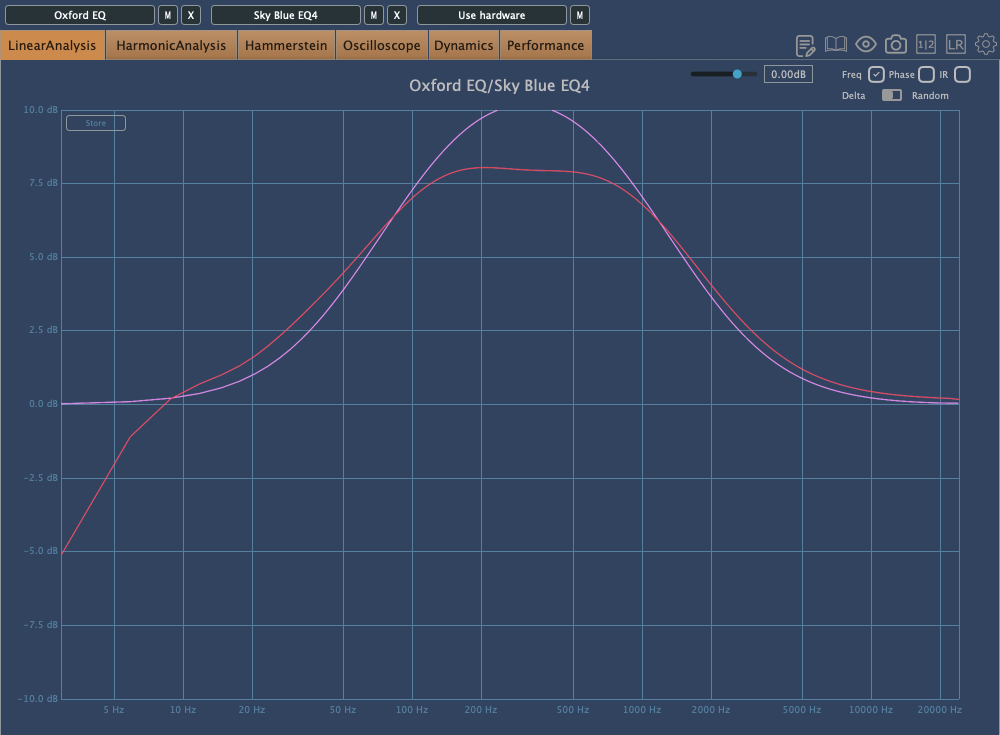 Oxford EQ M X Sky Blue EQ4 M X Use hardware M
LinearAnalysis HarmonicAnalysis Hammerstein Oscilloscope Dynamics Performance
1|2 LR
0.00dB Freq Phase IR
Delta Random
Oxford EQ/Sky Blue EQ4
Store
10.0 dB
7.5 dB
5.0 dB
2.5 dB
0.0 dB
-2.5 dB
-5.0 dB
-7.5 dB
-10.0 dB
5 Hz 10 Hz 20 Hz 50 Hz 100 Hz 200 Hz 500 Hz 1000 Hz 2000 Hz 5000 Hz 10000 Hz 20000 Hz